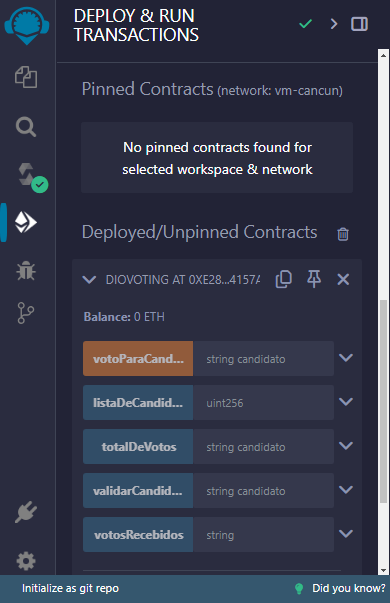 DEPLOY & RUN
TRANSACTIONS
Pinned Contracts (network: vm-cancun)
No pinned contracts found for
selected workspace & network
Deployed/Unpinned Contracts
DIOVOTING AT 0XE28...4157A
Balance: 0 ETH
votoParaCand... string candidato
listaDeCandid... uint256
totalDeVotos string candidato
validarCandid... string candidato
votosRecebidos string
Initialize as git repo Did you know?